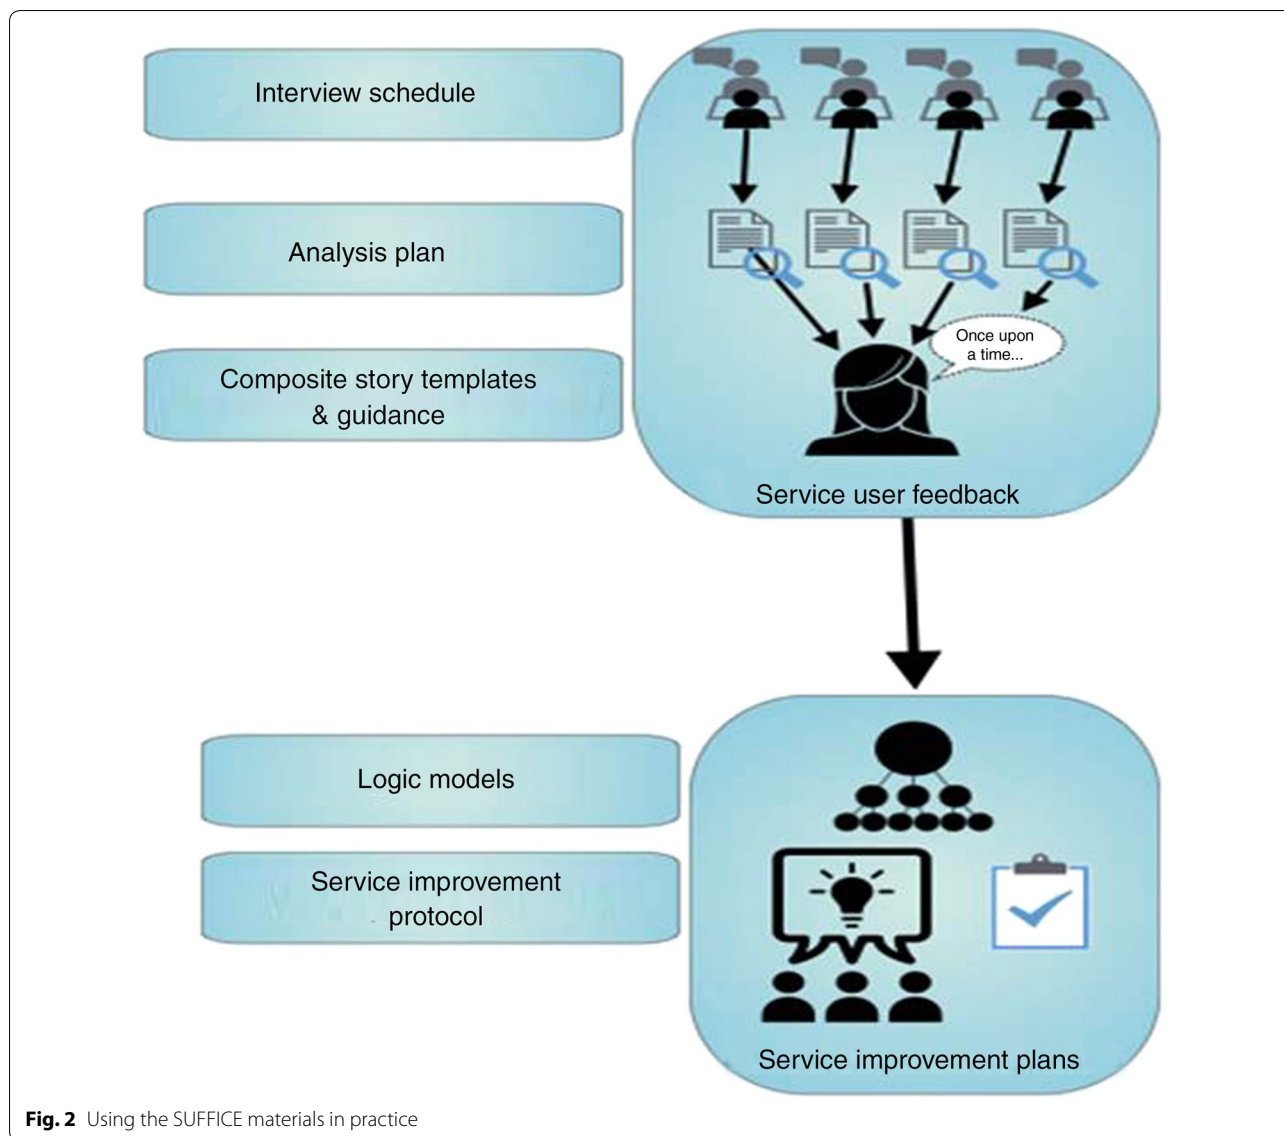 Interview schedule
Analysis plan
Composite story templates
& guidance
Once upon
a time...
Service user feedback
Logic models
Service improvement
protocol
Service improvement plans
Fig. 2 Using the SUFFICE materials in practice